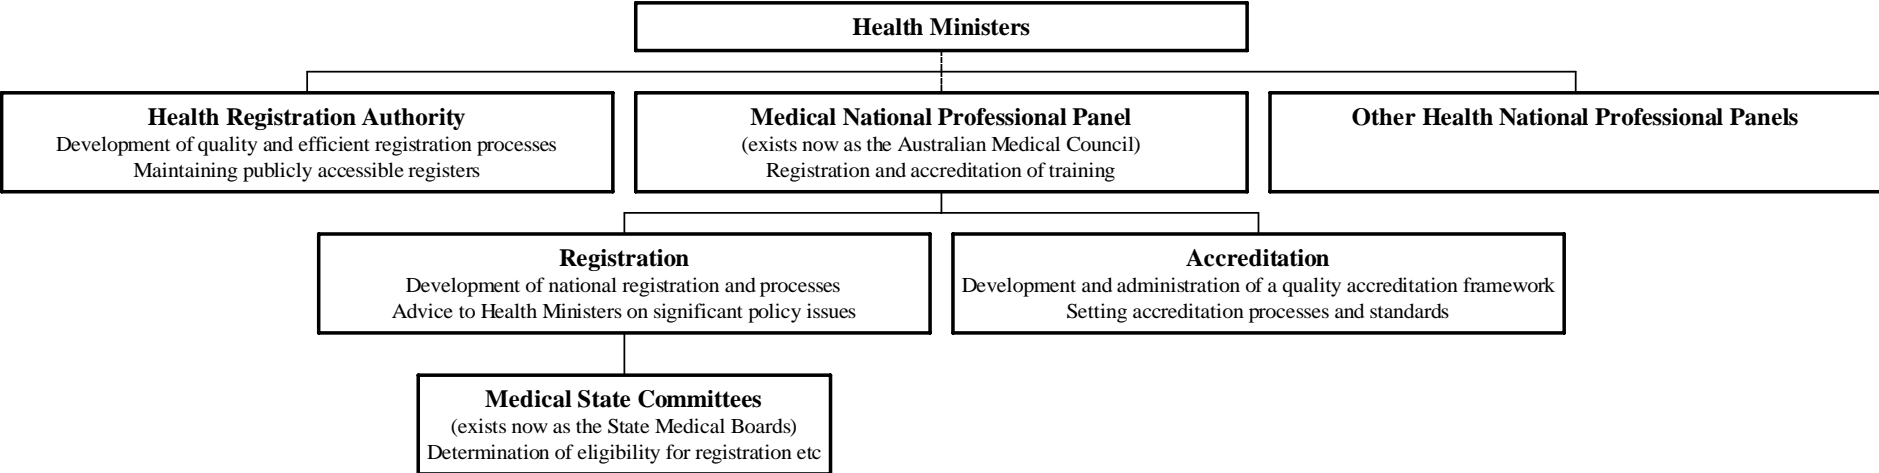 Health Ministers
Health Registration Authority
Development of quality and efficient registration processes
Maintaining publicly accessible registers
Medical National Professional Panel
(exists now as the Australian Medical Council)
Registration and accreditation of training
Other Health National Professional Panels
Registration
Development of national registration and processes
Advice to Health Ministers on significant policy issues
Accreditation
Development and administration of a quality accreditation framework
Setting accreditation processes and standards
Medical State Committees
(exists now as the State Medical Boards)
Determination of eligibility for registration etc